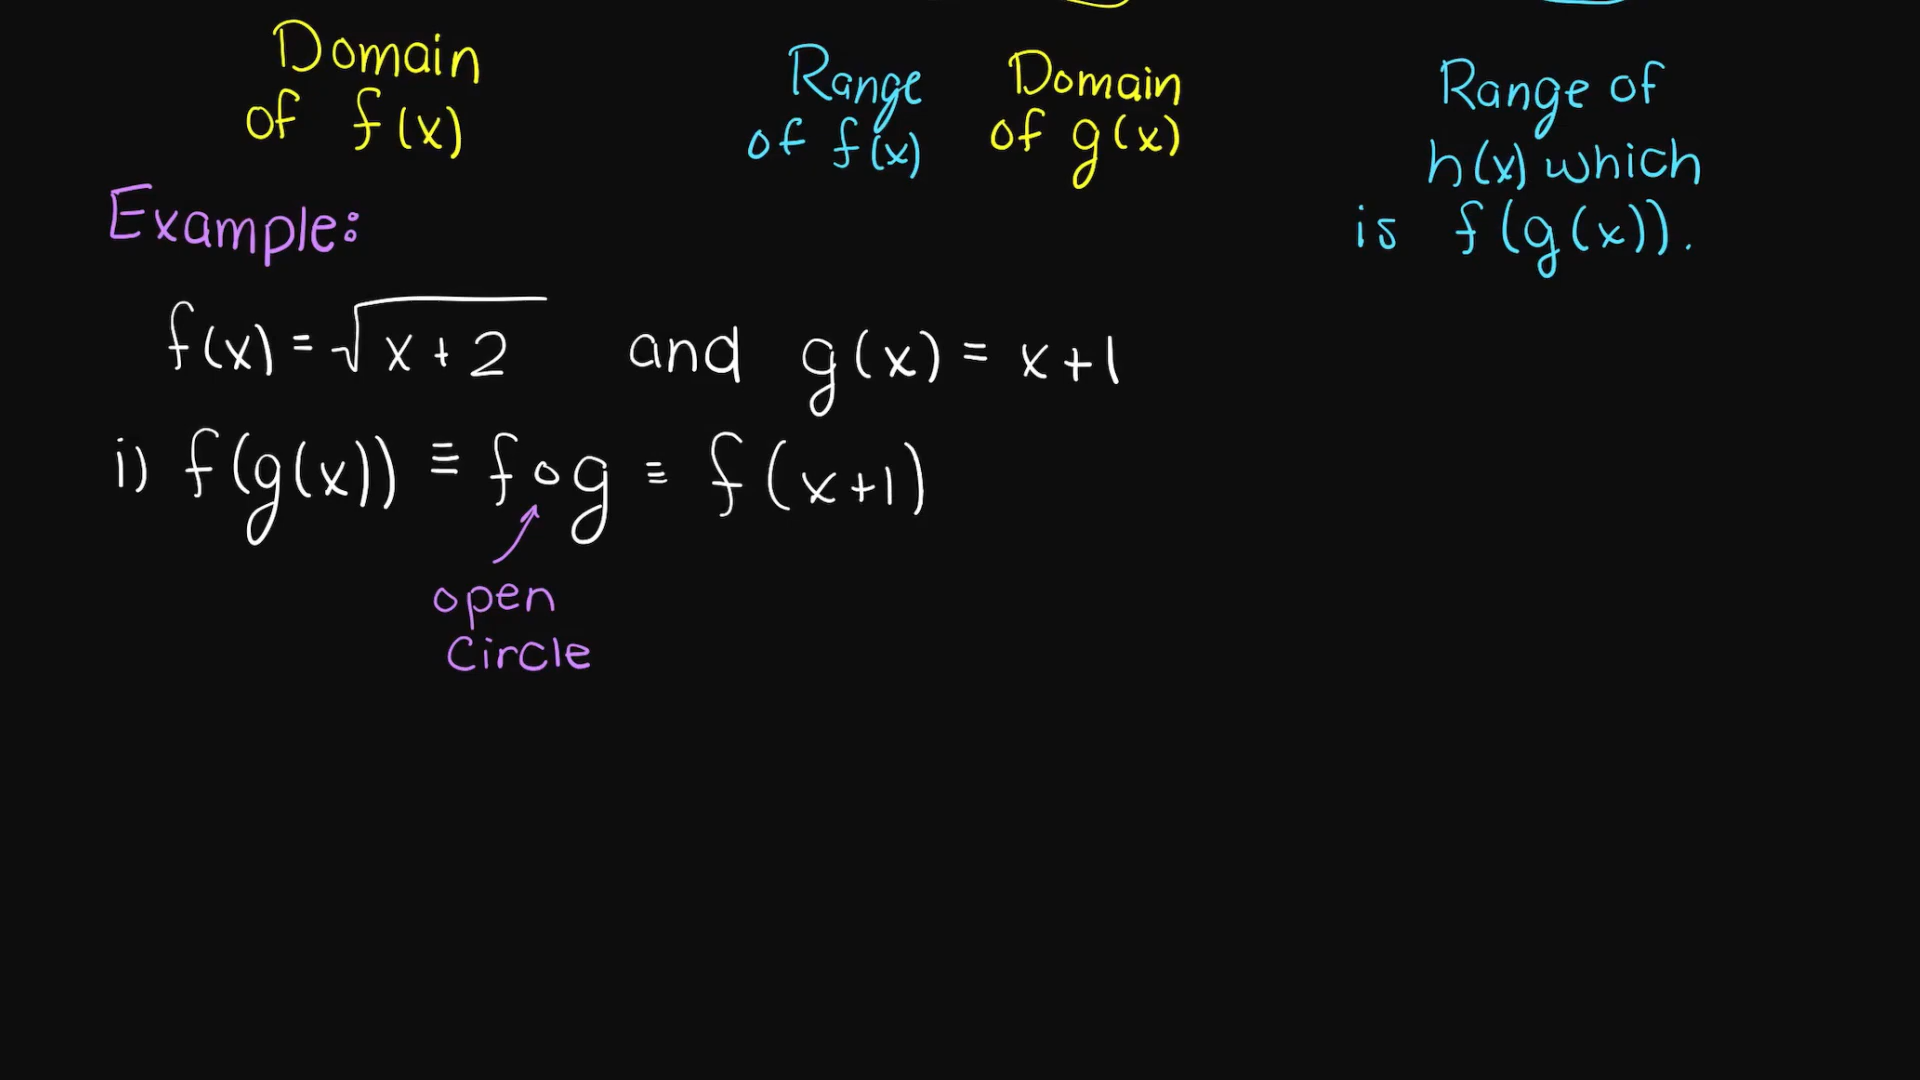 Domain
of f(x)
Range
of f(x)
Domain
of g(x)
Range of
h(x) which
is f(g(x)).
Example:
f(x) = √x + 2 and g(x) = x+1
i) f(g(x)) ≡ f∘g ≡ f(x+1)
open
Circle